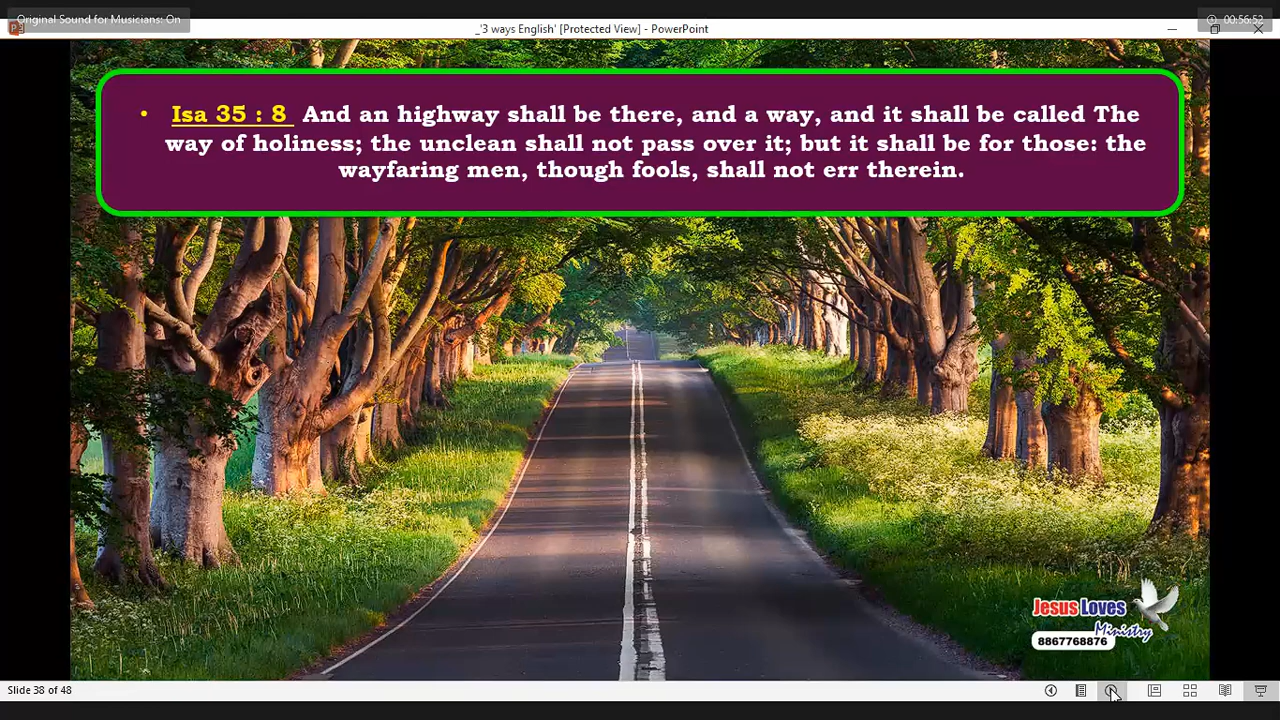 Original Sound for Musicians: On
00:56:52
_'3 ways English' [Protected View] - PowerPoint
• Isa 35 : 8 And an highway shall be there, and a way, and it shall be called The
way of holiness; the unclean shall not pass over it; but it shall be for those: the
wayfaring men, though fools, shall not err therein.
Jesus Loves
Ministry
8867768876
Slide 38 of 48